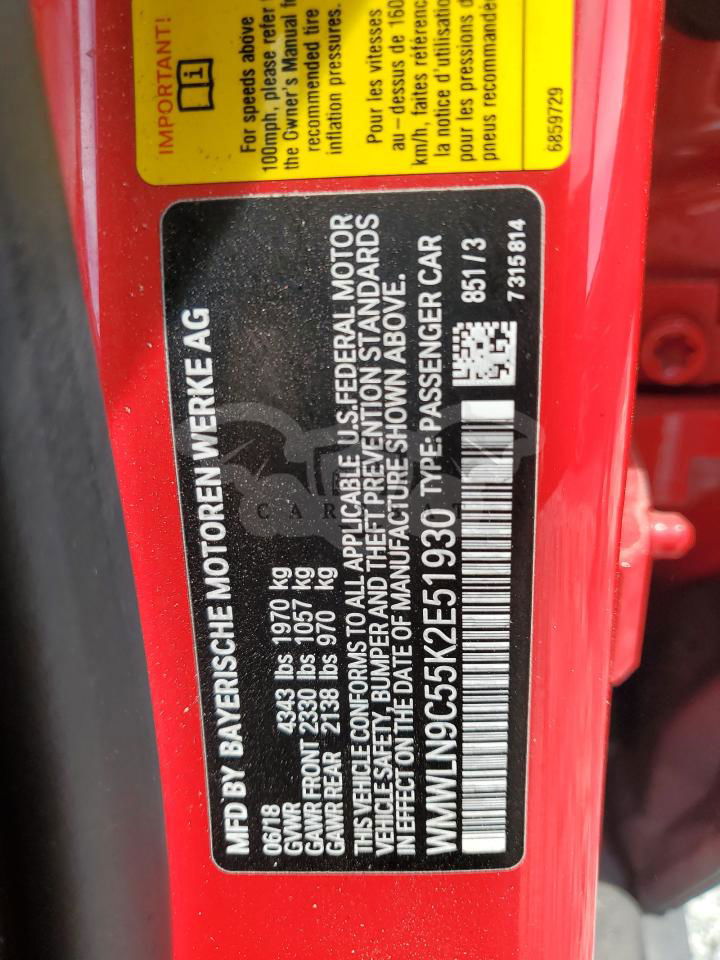 IMPORTANT!
For speeds above
100mph, please refer
the Owner's Manual
recommended tire
inflation pressures.
Pour les vitesses
au-dessus de 160
km/h, faites
la notice d'utilisation
pour les pressions
pneus
6859729
MFD BY BAYERISCHE MOTOREN WERKE AG
06/18
GVWR 4343 lbs 1970 kg
GAWR FRONT 2330 lbs 1057 kg
GAWR REAR 2138 lbs 970 kg
THIS VEHICLE CONFORMS TO ALL APPLICABLE U.S.FEDERAL MOTOR
VEHICLE SAFETY, BUMPER AND THEFT PREVENTION STANDARDS
IN EFFECT ON THE DATE OF MANUFACTURE SHOWN ABOVE.
WMWLN9C55K2E51930 TYPE: PASSENGER CAR
851 / 3
7 315 814